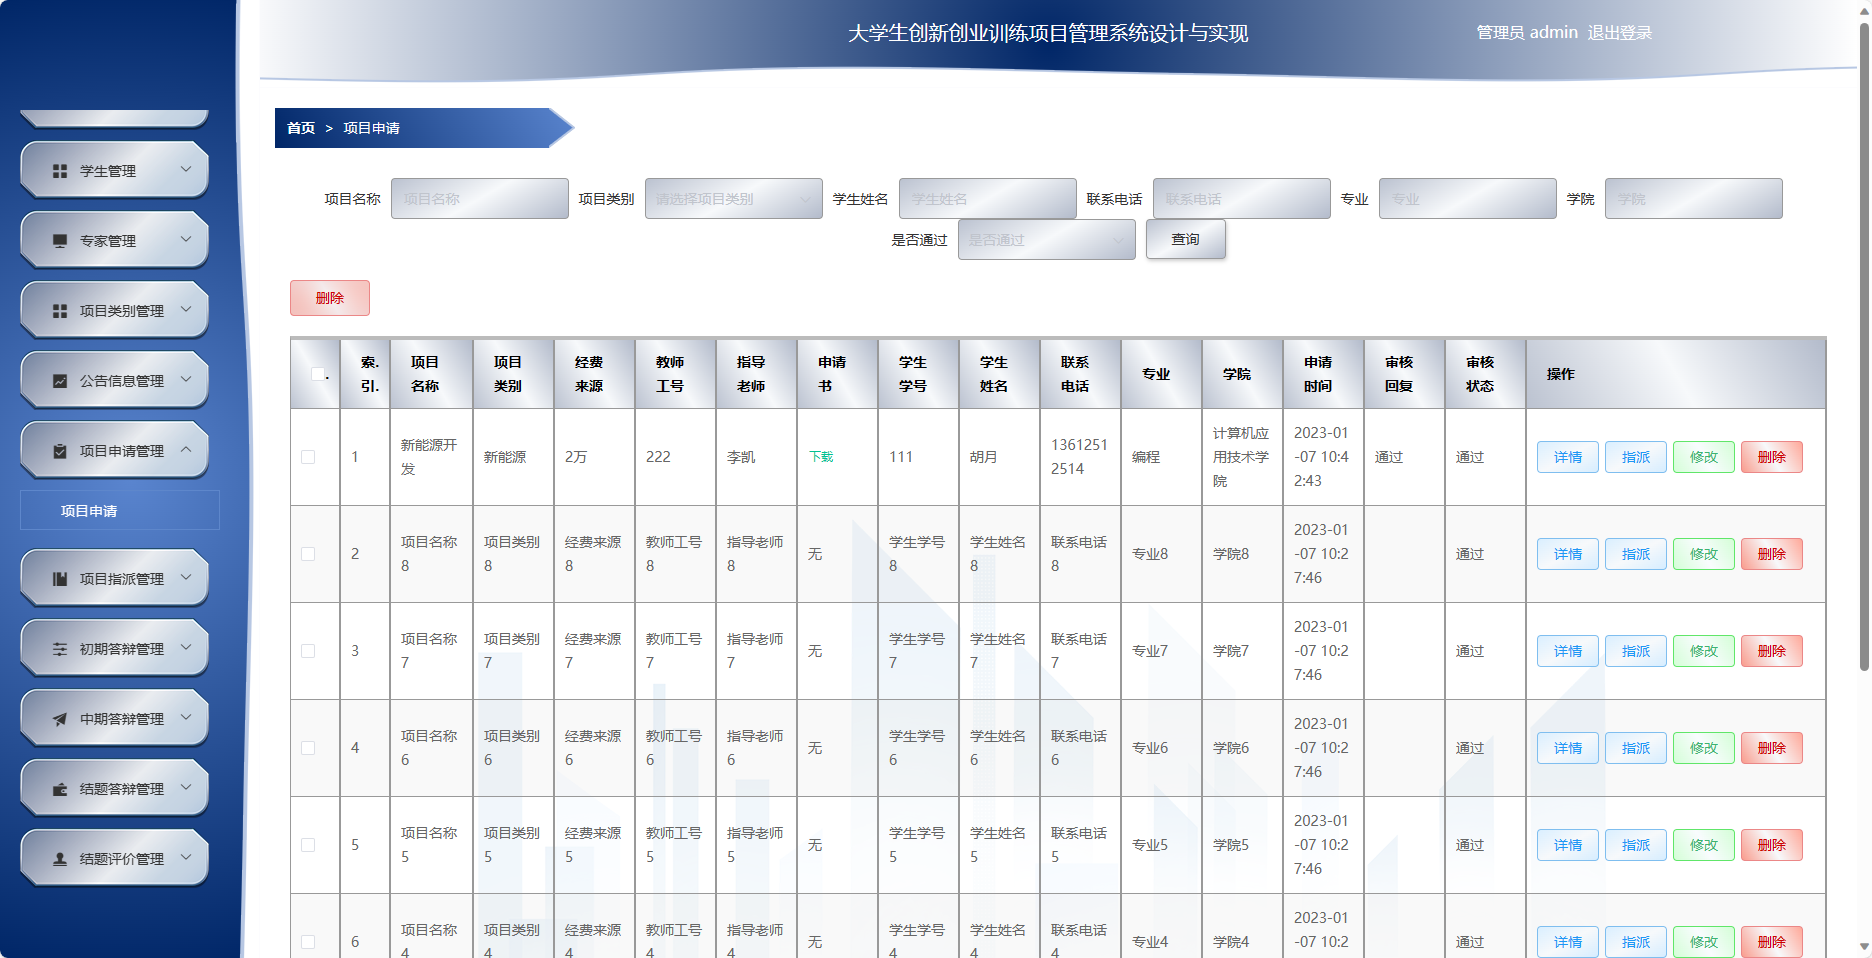 大学生创新创业训练项目管理系统设计与实现
管理员 admin 退出登录
学生管理
专家管理
项目类别管理
公告信息管理
项目申请管理
项目申请
项目指派管理
初期答辩管理
中期答辩管理
结题答辩管理
结题评价管理
首页 > 项目申请
项目名称 项目名称 项目类别 请选择项目类别 学生姓名 学生姓名 联系电话 联系电话 专业 专业 学院 学院
是否通过 是否通过 查询
删除
索引 项目名称 项目类别 经费来源 教师工号 指导老师 申请书 学生学号 学生姓名 联系电话 专业 学院 申请时间 审核回复 审核状态 操作
1 新能源开发 新能源 2万 222 李凯 下载 111 胡月 13612512514 编程 计算机应用技术学院 2023-01-07 10:42:43 通过 通过 详情 指派 修改 删除
2 项目名称8 项目类别8 经费来源8 教师工号8 指导老师8 无 学生学号8 学生姓名8 联系电话8 专业8 学院8 2023-01-07 10:27:46 通过 详情 指派 修改 删除
3 项目名称7 项目类别7 经费来源7 教师工号7 指导老师7 无 学生学号7 学生姓名7 联系电话7 专业7 学院7 2023-01-07 10:27:46 通过 详情 指派 修改 删除
4 项目名称6 项目类别6 经费来源6 教师工号6 指导老师6 无 学生学号6 学生姓名6 联系电话6 专业6 学院6 2023-01-07 10:27:46 通过 详情 指派 修改 删除
5 项目名称5 项目类别5 经费来源5 教师工号5 指导老师5 无 学生学号5 学生姓名5 联系电话5 专业5 学院5 2023-01-07 10:27:46 通过 详情 指派 修改 删除
6 项目名称4 项目类别4 经费来源4 教师工号4 指导老师4 无 学生学号4 学生姓名4 联系电话4 专业4 学院4 2023-01-07 10:2 通过 详情 指派 修改 删除